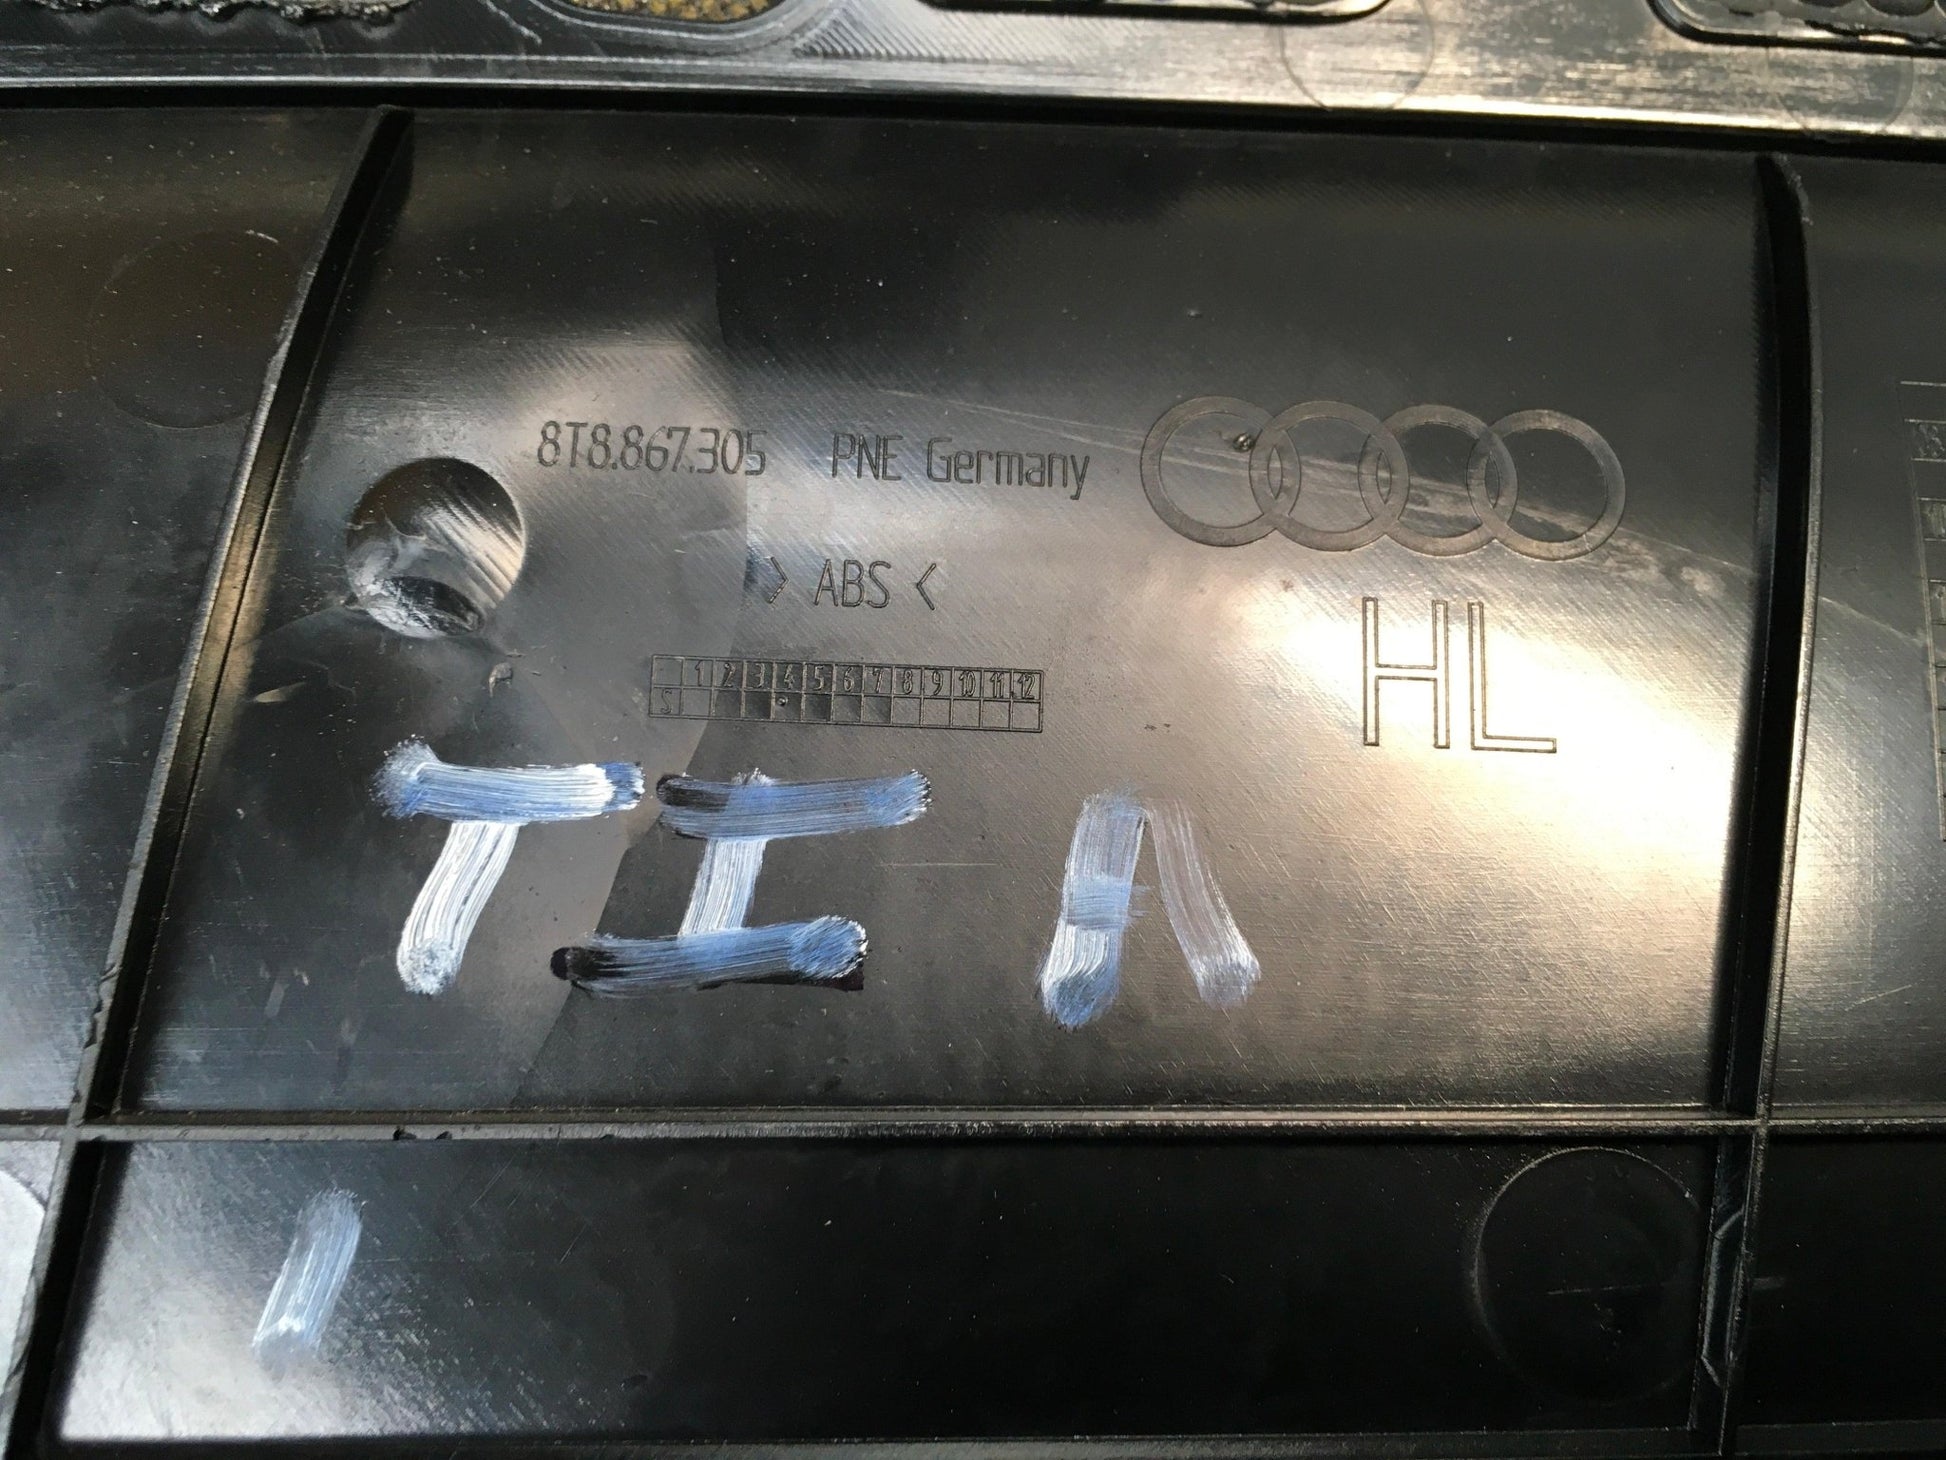 8T8.867.305 PNE Germany
>ABS<
HL
1 2 3 4 5 6 7 8 9 10 11 12
S